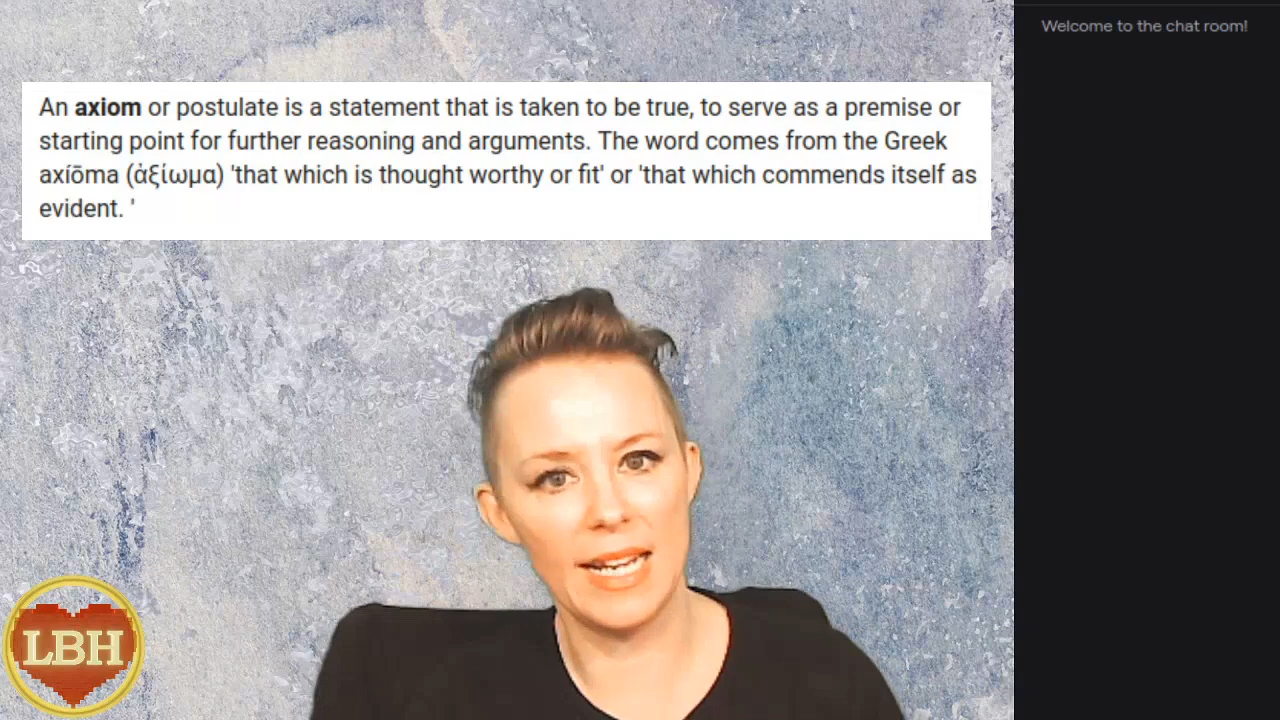 Welcome to the chat room!
An axiom or postulate is a statement that is taken to be true, to serve as a premise or
starting point for further reasoning and arguments. The word comes from the Greek
axíōma (ἀξίωμα) 'that which is thought worthy or fit' or 'that which commends itself as
evident. '
LBH